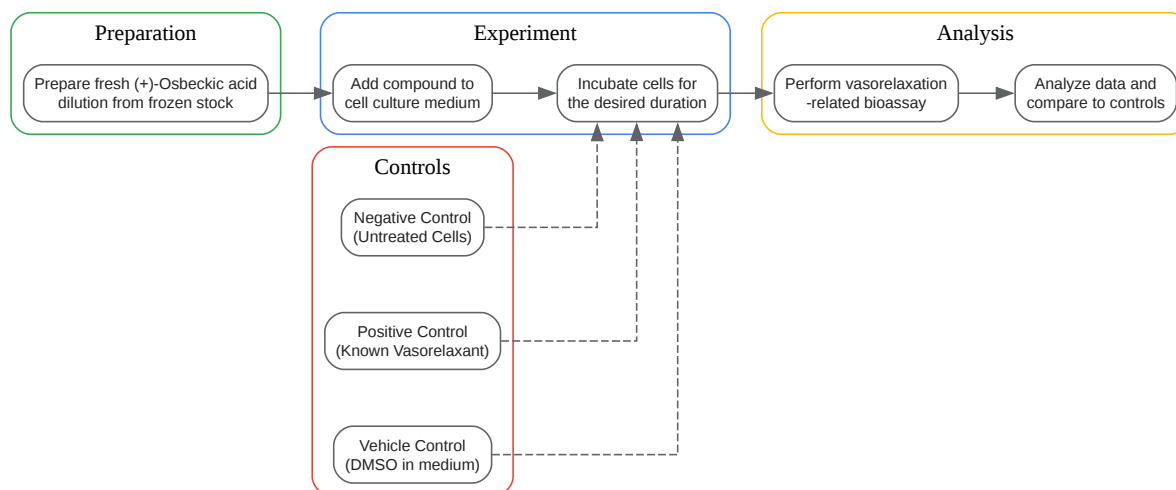 Preparation
Prepare fresh (+)-Osbeckic acid
dilution from frozen stock
Experiment
Add compound to
cell culture medium
Incubate cells for
the desired duration
Analysis
Perform vasorelaxation
-related bioassay
Analyze data and
compare to controls
Controls
Negative Control
(Untreated Cells)
Positive Control
(Known Vasorelaxant)
Vehicle Control
(DMSO in medium)